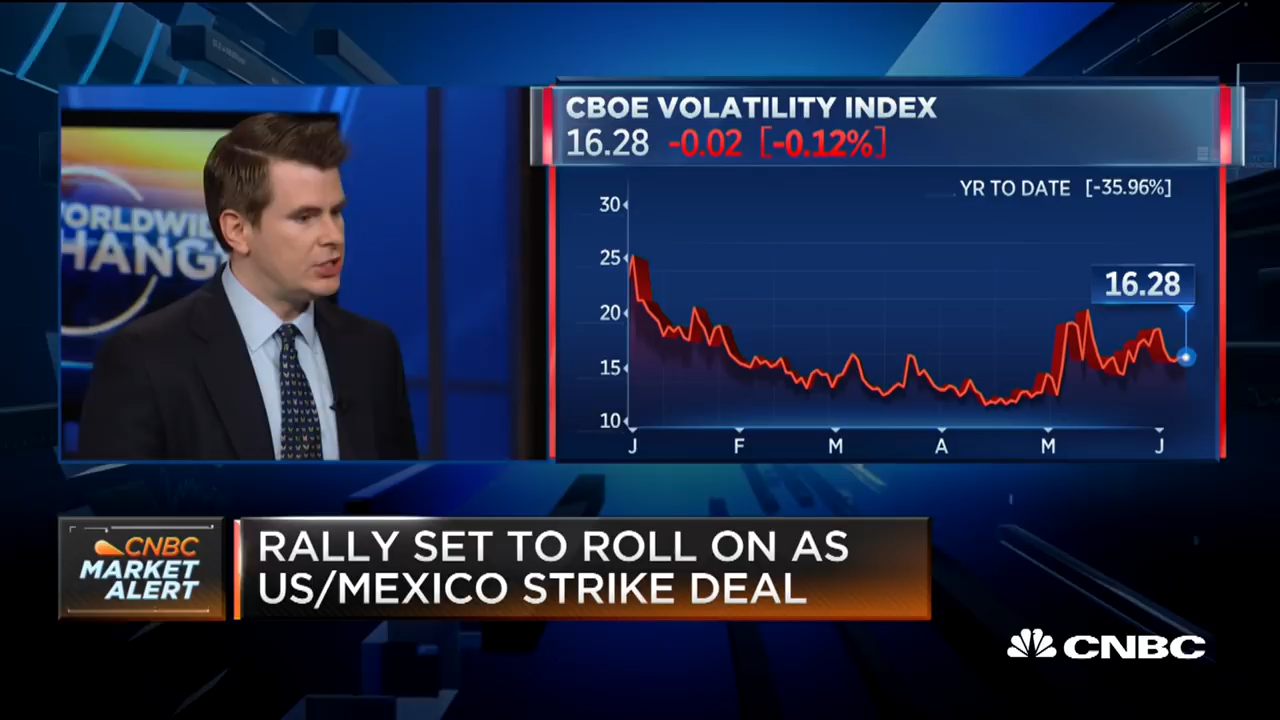 WORLDWIDE
CBOE VOLATILITY INDEX
16.28 -0.02 [-0.12%]
YR TO DATE [-35.96%]
30
25
20
15
10
16.28
J F M A M J
CNBC
MARKET
ALERT
RALLY SET TO ROLL ON AS
US/MEXICO STRIKE DEAL
CNBC